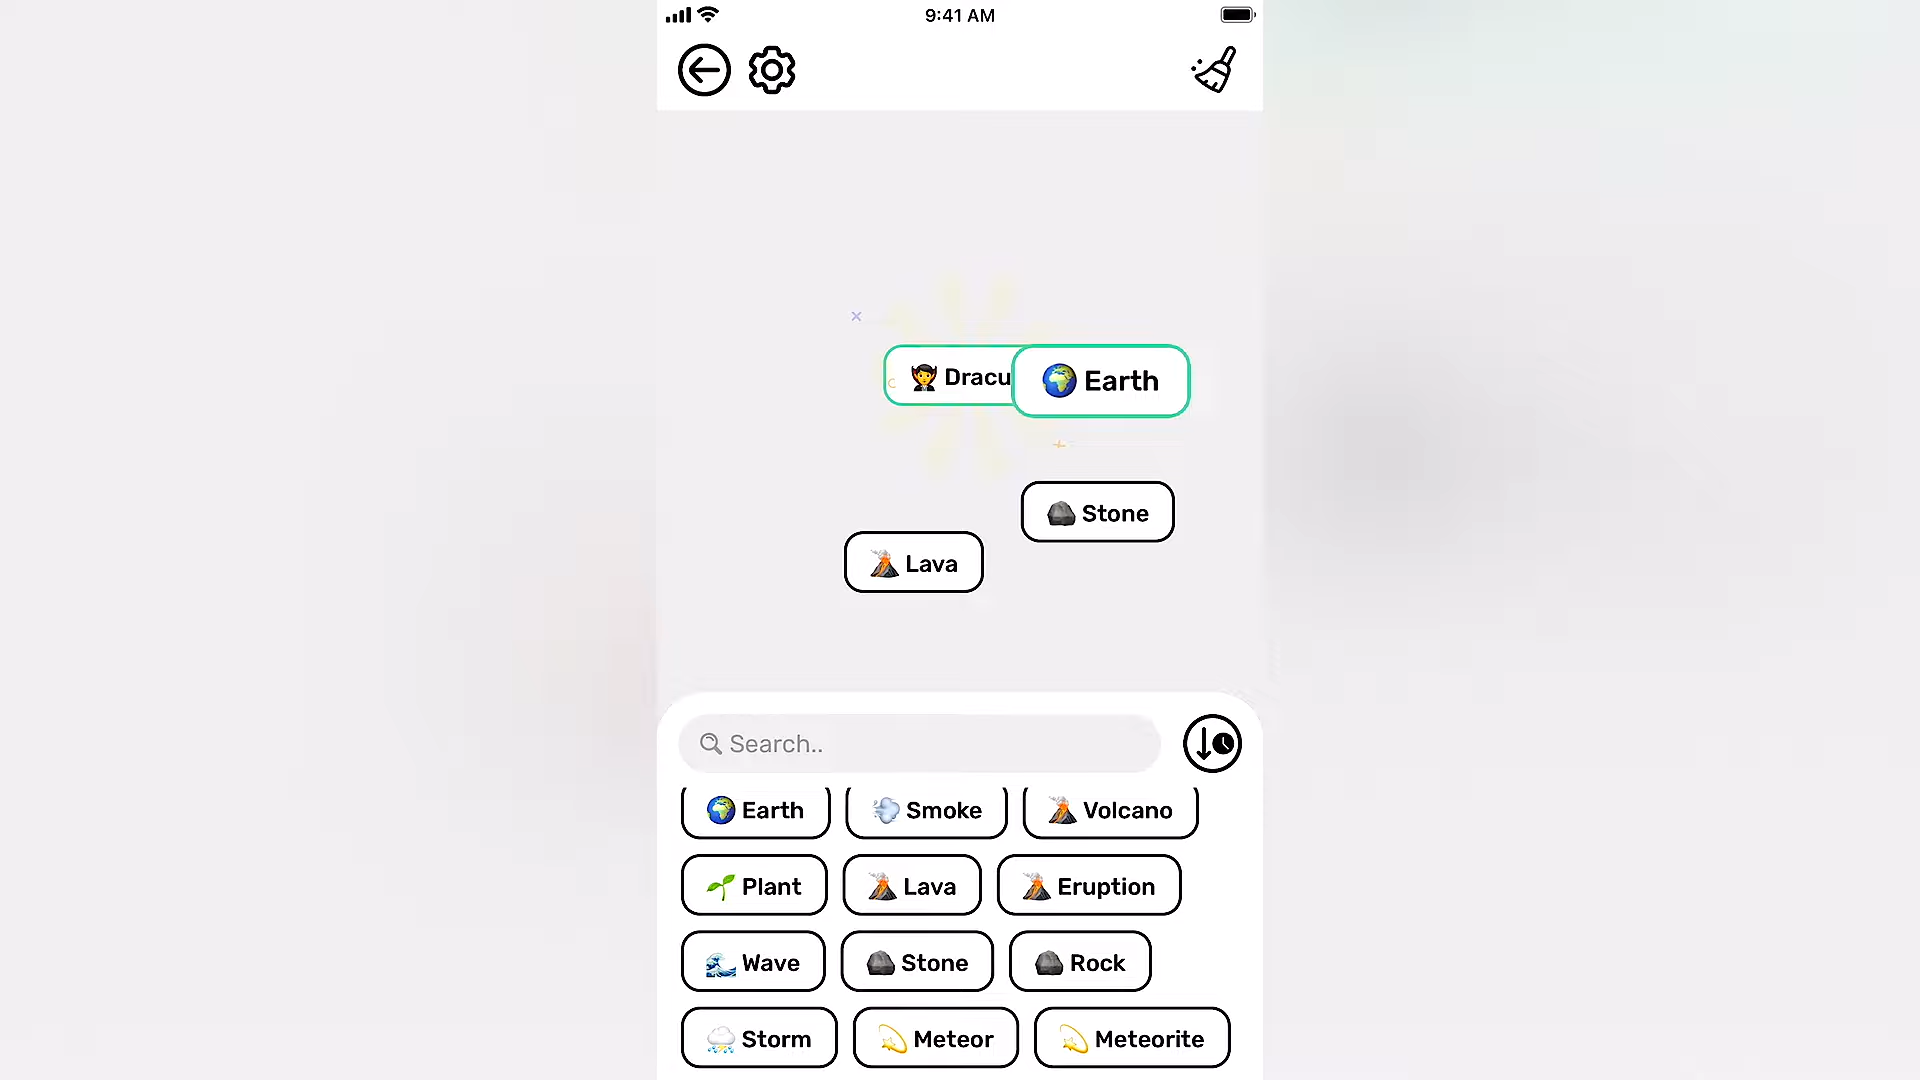 9:41 AM
Dracu
Earth
Stone
Lava
Search..
Earth Smoke Volcano
Plant Lava Eruption
Wave Stone Rock
Storm Meteor Meteorite